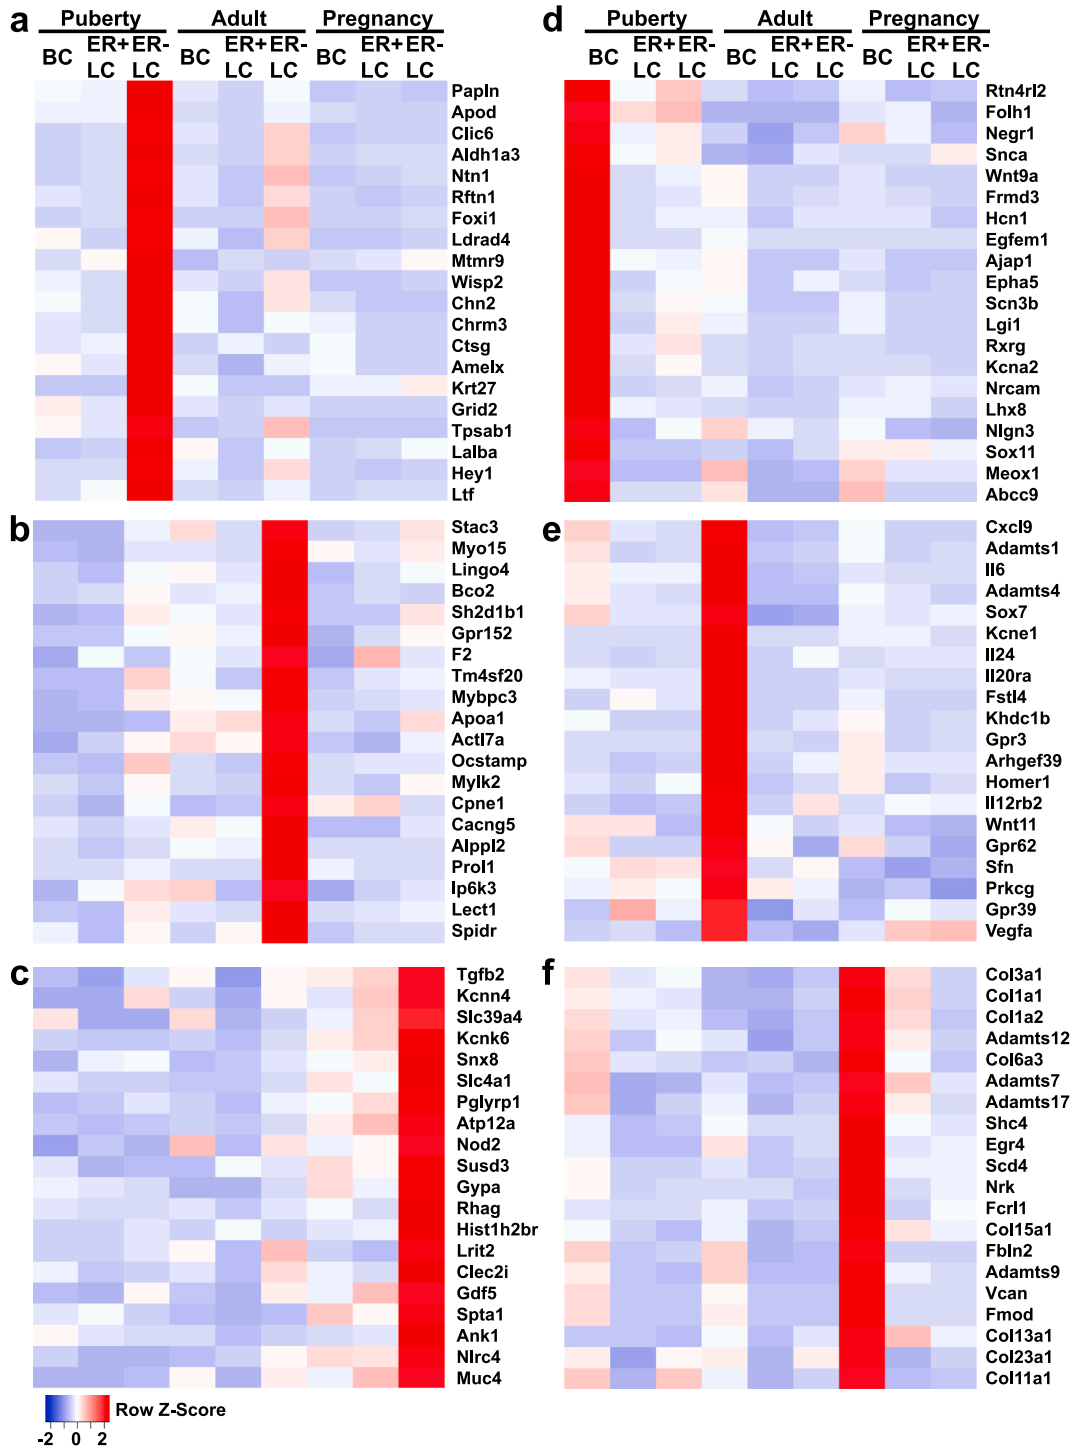 a
Puberty Adult Pregnancy
BC ER+ LC ER- LC BC ER+ LC ER- LC BC ER+ LC ER- LC
Papln
Apod
Clic6
Aldh1a3
Ntn1
Rftn1
Foxi1
Ldrad4
Mtmr9
Wisp2
Chn2
Chrm3
Ctsg
Amelx
Krt27
Grid2
Tpsab1
Lalba
Hey1
Ltf
b
Stac3
Myo15
Lingo4
Bco2
Sh2d1b1
Gpr152
F2
Tm4sf20
Mybpc3
Apoa1
Actl7a
Ocstamp
Mylk2
Cpne1
Cacng5
Alppl2
Prol1
Ip6k3
Lect1
Spidr
c
Tgfb2
Kcnn4
Slc39a4
Kcnk6
Snx8
Slc4a1
Pglyrp1
Atp12a
Nod2
Susd3
Gypa
Rhag
Hist1h2br
Lrit2
Clec2i
Gdf5
Spta1
Ank1
Nlrc4
Muc4
-2 0 2
Row Z-Score
d
Puberty Adult Pregnancy
BC ER+ LC ER- LC BC ER+ LC ER- LC BC ER+ LC ER- LC
Rtn4rl2
Folh1
Negr1
Snca
Wnt9a
Frmd3
Hcn1
Egfem1
Ajap1
Epha5
Scn3b
Lgi1
Rxrg
Kcna2
Nrcam
Lhx8
Nlgn3
Sox11
Meox1
Abcc9
e
Cxcl9
Adamts1
Il6
Adamts4
Sox7
Kcne1
Il24
Il20ra
Fstl4
Khdc1b
Gpr3
Arhgef39
Homer1
Il12rb2
Wnt11
Gpr62
Sfn
Prkcg
Gpr39
Vegfa
f
Col3a1
Col1a1
Col1a2
Adamts12
Col6a3
Adamts7
Adamts17
Shc4
Egr4
Scd4
Nrk
Fcrl1
Col15a1
Fbln2
Adamts9
Vcan
Fmod
Col13a1
Col23a1
Col11a1